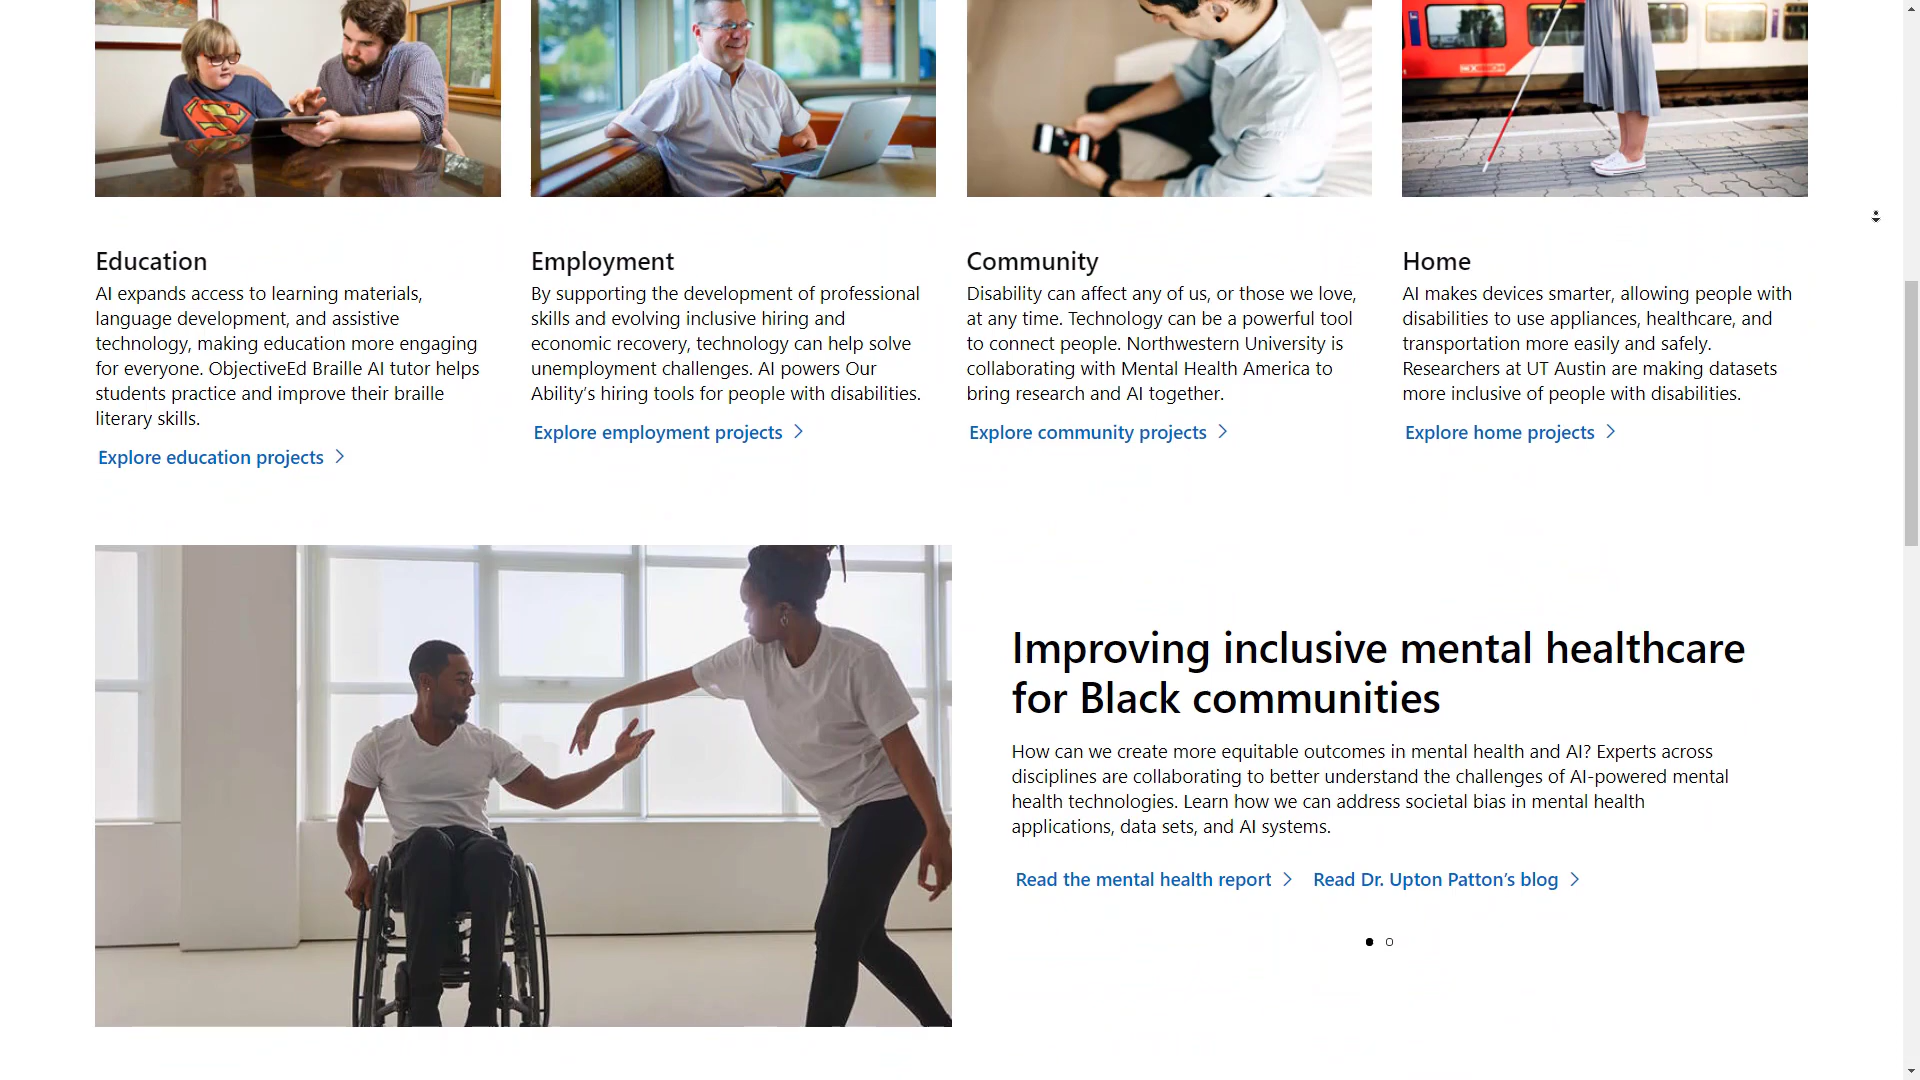 Education
AI expands access to learning materials,
language development, and assistive
technology, making education more engaging
for everyone. ObjectiveEd Braille AI tutor helps
students practice and improve their braille
literary skills.
Explore education projects
Employment
By supporting the development of professional
skills and evolving inclusive hiring and
economic recovery, technology can help solve
unemployment challenges. AI powers Our
Ability’s hiring tools for people with disabilities.
Explore employment projects
Community
Disability can affect any of us, or those we love,
at any time. Technology can be a powerful tool
to connect people. Northwestern University is
collaborating with Mental Health America to
bring research and AI together.
Explore community projects
Home
AI makes devices smarter, allowing people with
disabilities to use appliances, healthcare, and
transportation more easily and safely.
Researchers at UT Austin are making datasets
more inclusive of people with disabilities.
Explore home projects
Improving inclusive mental healthcare
for Black communities
How can we create more equitable outcomes in mental health and AI? Experts across
disciplines are collaborating to better understand the challenges of AI-powered mental
health technologies. Learn how we can address societal bias in mental health
applications, data sets, and AI systems.
Read the mental health report
Read Dr. Upton Patton’s blog